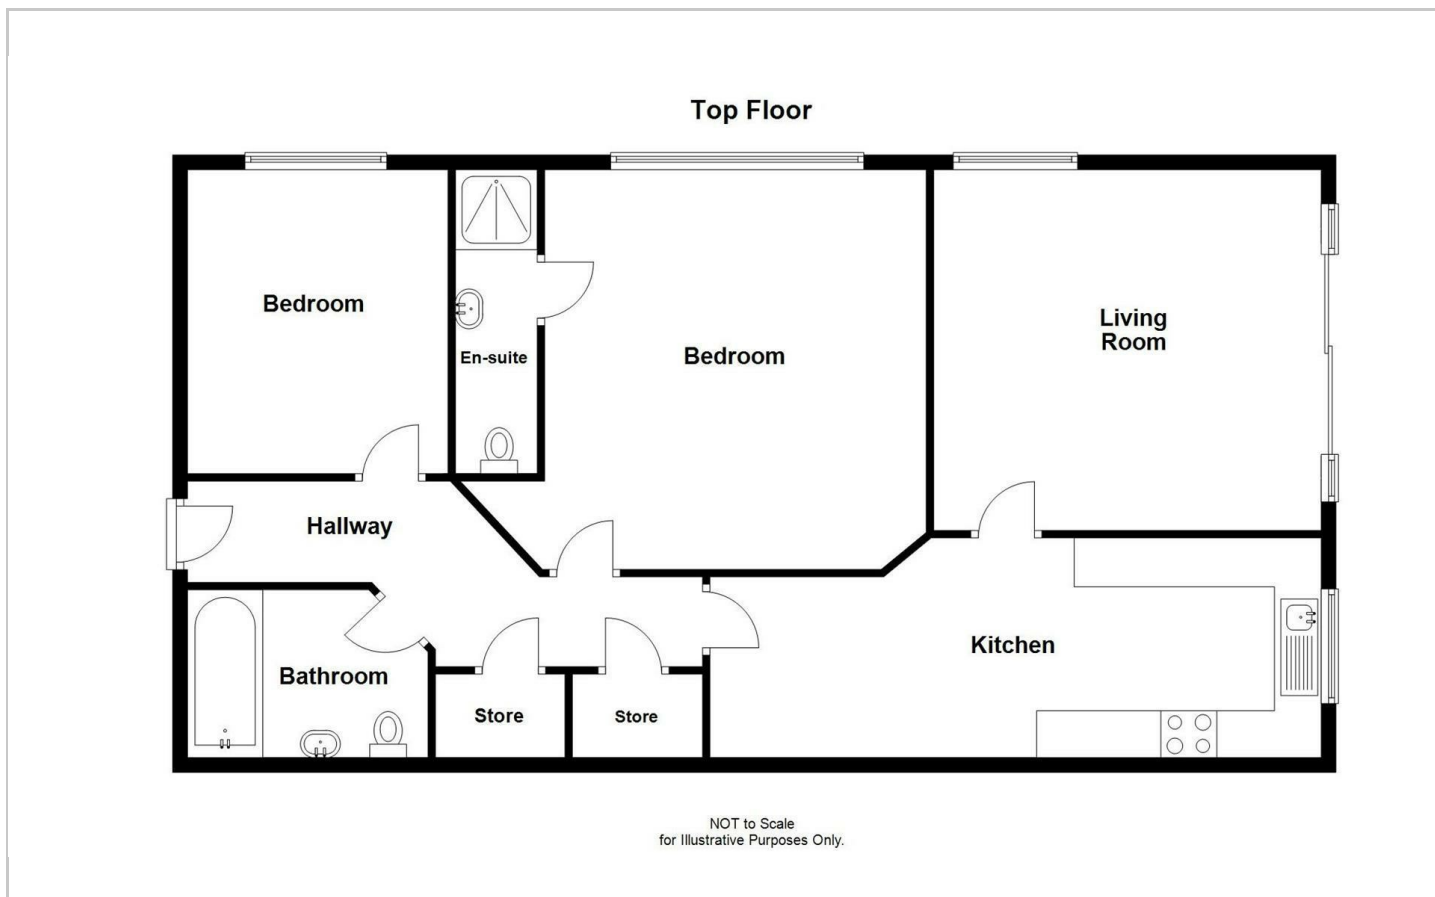 Top Floor
Bedroom
En-suite
Bedroom
Living
Room
Hallway
Bathroom
Store
Store
Kitchen
NOT to Scale
for Illustrative Purposes Only.